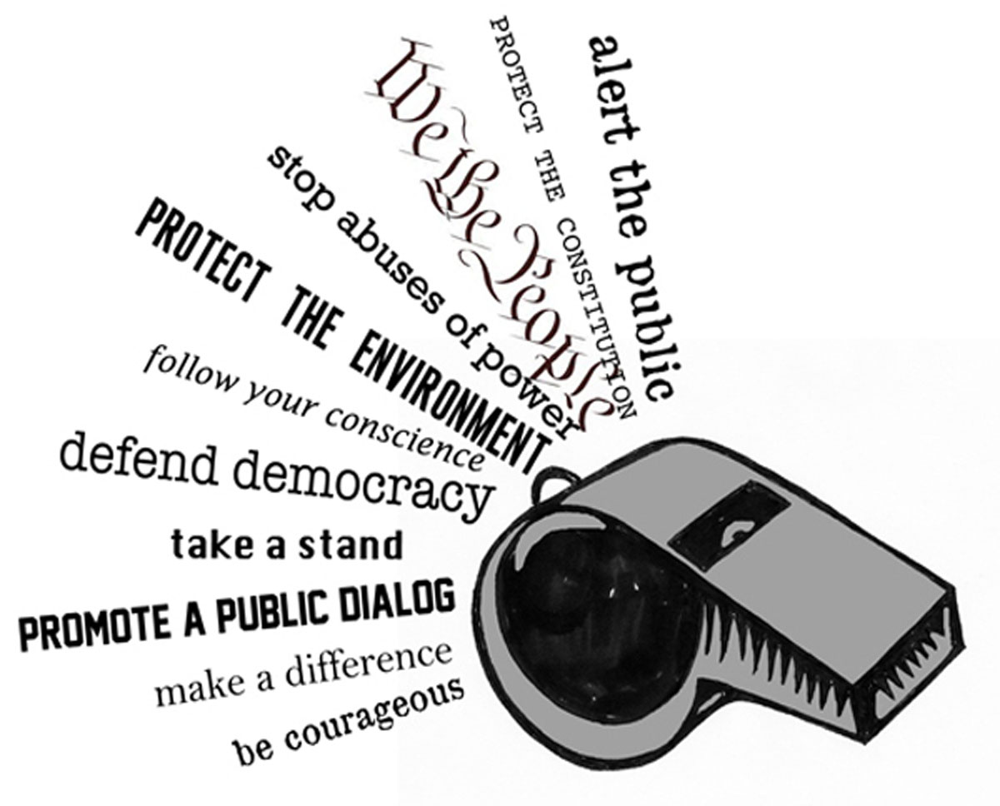 alert the public
PROTECT THE CONSTITUTION
We the People
stop abuses of power
PROTECT THE ENVIRONMENT
follow your conscience
defend democracy
take a stand
PROMOTE A PUBLIC DIALOG
make a difference
be courageous